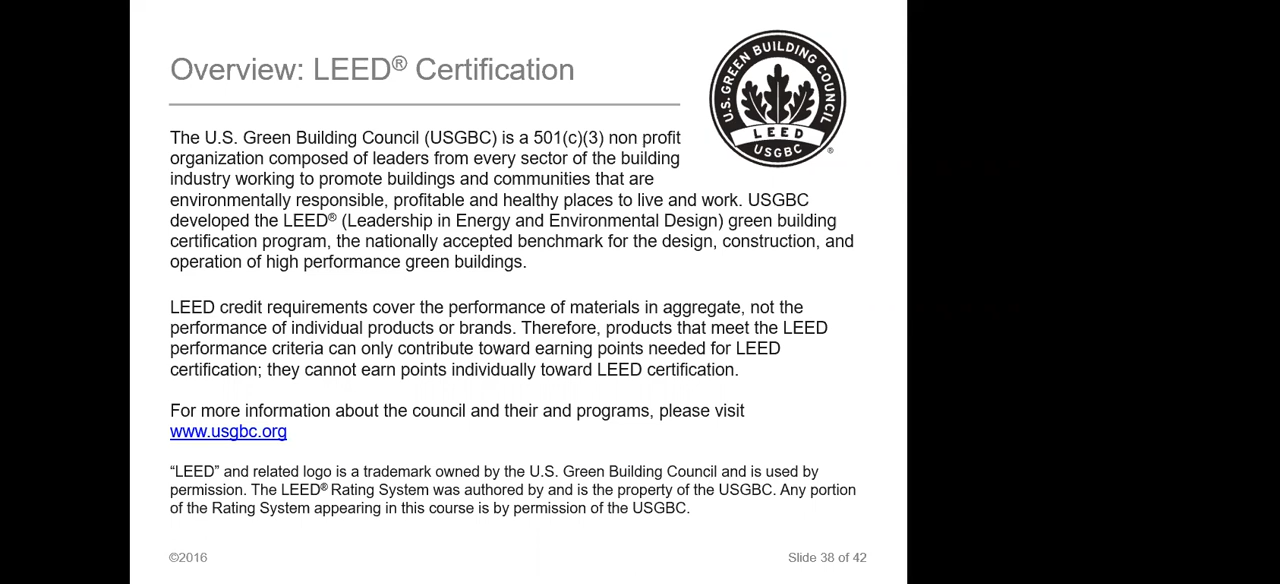 Overview: LEED® Certification
U.S. GREEN BUILDING COUNCIL
LEED
USGBC
®
The U.S. Green Building Council (USGBC) is a 501(c)(3) non profit
organization composed of leaders from every sector of the building
industry working to promote buildings and communities that are
environmentally responsible, profitable and healthy places to live and work. USGBC
developed the LEED® (Leadership in Energy and Environmental Design) green building
certification program, the nationally accepted benchmark for the design, construction, and
operation of high performance green buildings.
LEED credit requirements cover the performance of materials in aggregate, not the
performance of individual products or brands. Therefore, products that meet the LEED
performance criteria can only contribute toward earning points needed for LEED
certification; they cannot earn points individually toward LEED certification.
For more information about the council and their and programs, please visit
www.usgbc.org
“LEED” and related logo is a trademark owned by the U.S. Green Building Council and is used by
permission. The LEED® Rating System was authored by and is the property of the USGBC. Any portion
of the Rating System appearing in this course is by permission of the USGBC.
©2016
Slide 38 of 42